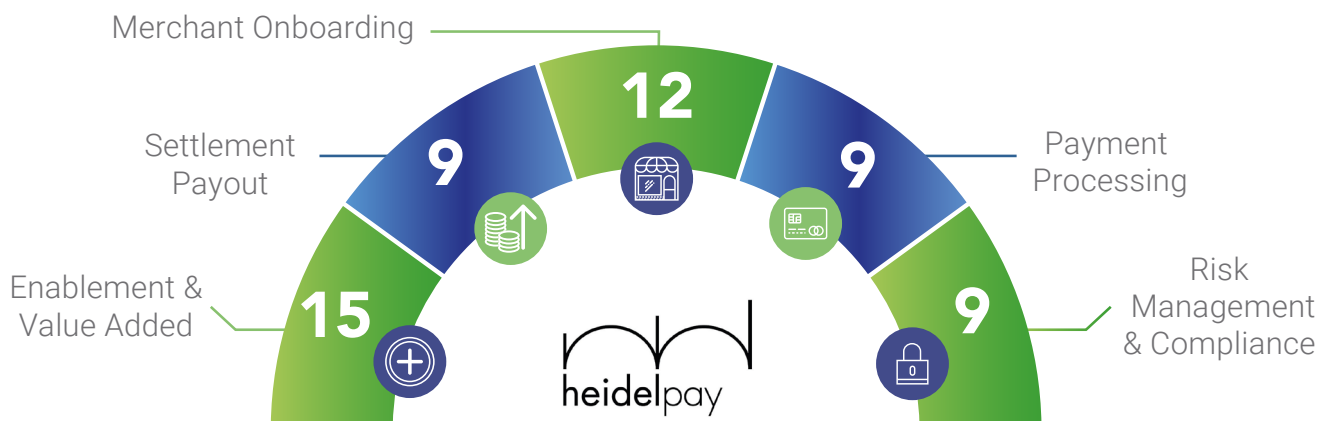 Merchant Onboarding
12
Settlement
Payout
9
9
Payment
Processing
Enablement &
Value Added
15
9
Risk
Management
& Compliance
heidelpay